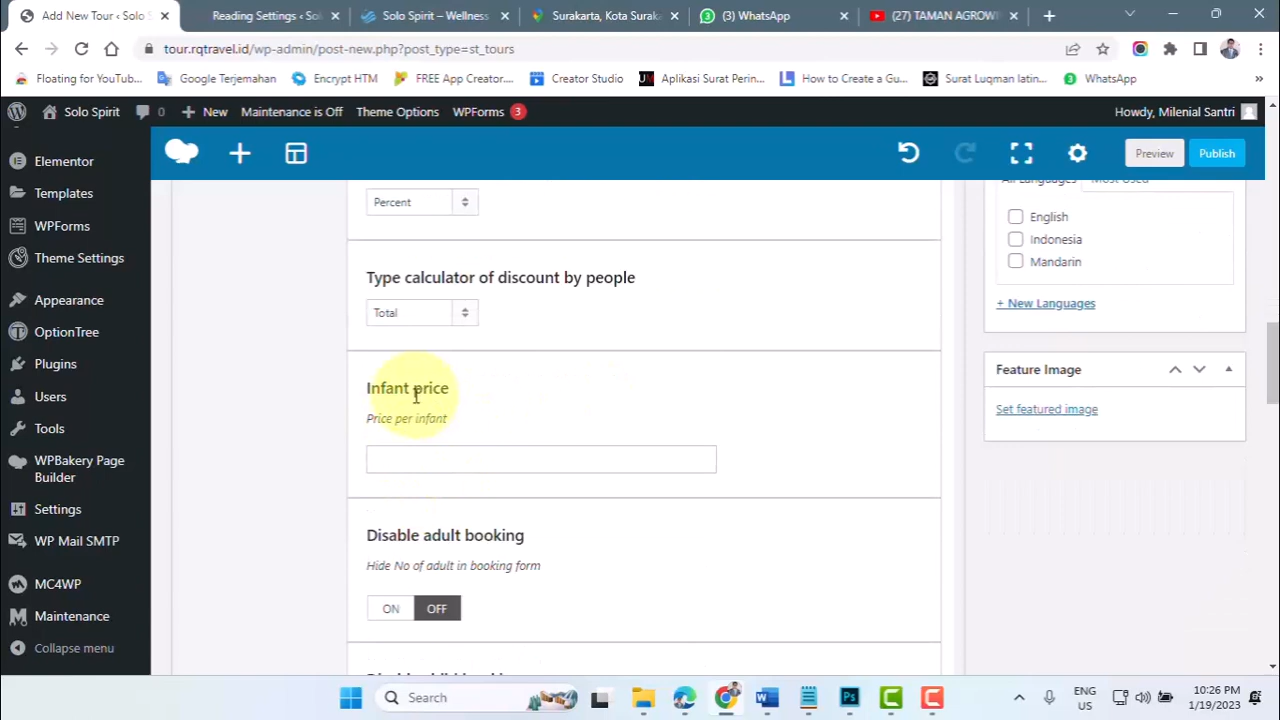 Add New Tour ‹ Solo S
Reading Settings ‹ Sol
Solo Spirit – Wellness
Surakarta, Kota Suraka
(3) WhatsApp
(27) TAMAN AGROW
tour.rqtravel.id/wp-admin/post-new.php?post_type=st_tours
Floating for YouTub...
Google Terjemahan
Encrypt HTM
FREE App Creator....
Creator Studio
Aplikasi Surat Perin...
How to Create a Gu...
Surat Luqman latin...
WhatsApp
»
Solo Spirit
0
New
Maintenance is Off
Theme Options
WPForms
3
Howdy, Milenial Santri
Preview
Publish
Elementor
Templates
WPForms
Theme Settings
Appearance
OptionTree
Plugins
Users
Tools
WPBakery Page
Builder
Settings
WP Mail SMTP
MC4WP
Maintenance
Collapse menu
Percent
Type calculator of discount by people
Total
Infant price
Price per infant
Disable adult booking
Hide No of adult in booking form
ON
OFF
All Languages
Most Used
English
Indonesia
Mandarin
+ New Languages
Feature Image
Set featured image
Search
ENG
US
10:26 PM
1/19/2023